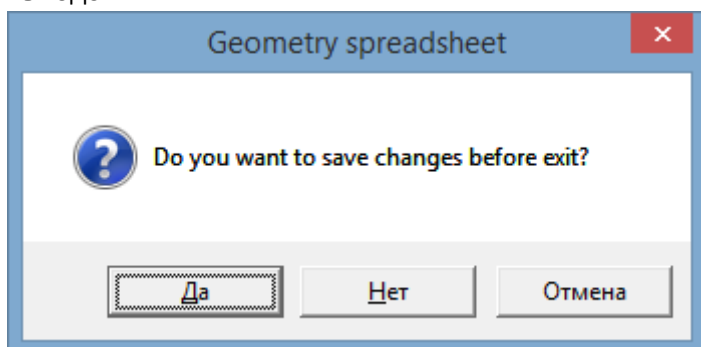 Geometry spreadsheet
Do you want to save changes before exit?
Да
Нет
Отмена